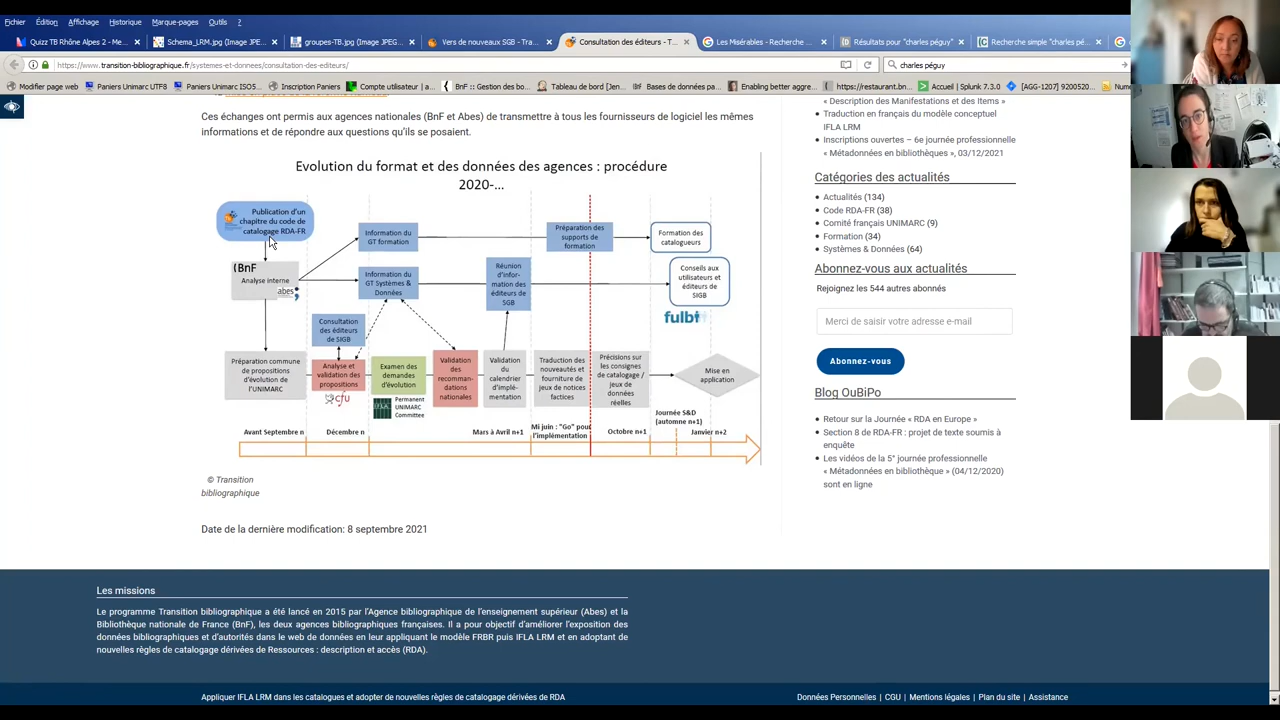 Fichier Édition Affichage Historique Marque-pages Outils ?
Quizz TB Rhône Alpes 2 - Me... × Schema_LRM.jpg (Image JPE... × groupes-TB.jpg (Image JPEG... × Vers de nouveaux SGB - Tra... × Consultation des éditeurs - T... × Les Misérables - Recherche ... × Résultats pour "charles péguy" × Recherche simple "charles pé... ×
https://www.transition-bibliographique.fr/systemes-et-donnees/consultation-des-editeurs/
charles péguy
Modifier page web Paniers Unimarc UTF8 Paniers Unimarc ISO5... Inscription Paniers Compte utilisateur / a... BnF :: Gestion des bo... Tableau de bord [Jen... Bases de données pa... Enabling better aggre... https://restaurant.bn... Accueil | Splunk 7.3.0 [AGG-1207] 9200520...
Ces échanges ont permis aux agences nationales (BnF et Abes) de transmettre à tous les fournisseurs de logiciel les mêmes
informations et de répondre aux questions qu'ils se posaient.
Evolution du format et des données des agences : procédure
2020-...
Publication d'un
chapitre du code de
catalogage RDA-FR
(BnF
Analyse interne
abes
Information du
GT formation
Préparation des
supports de
formation
Formation des
catalogueurs
Information du
GT Systèmes &
Données
Réunion
d'infor-
mation des
éditeurs de
SGB
Conseils aux
utilisateurs et
éditeurs de
SIGB
fulbi
Consultation
des éditeurs
de SIGB
Préparation commune
de propositions
d'évolution de
l'UNIMARC
Analyse et
validation des
propositions
cfu
Examen des
demandes
d'évolution
IFLA
Permanent
UNIMARC
Committee
Validation
des
recomman-
dations
nationales
Validation
du
calendrier
d'implé-
mentation
Traduction des
nouveautés et
fourniture de
jeux de notices
factices
Précisions sur
les consignes
de catalogage /
jeux de
données
réelles
Mise en
application
Avant Septembre n
Décembre n
Mars à Avril n+1
Mi juin : "Go" pour
l'implémentation
Octobre n+1
Journée S&D
(automne n+1)
Janvier n+2
© Transition
bibliographique
Date de la dernière modification: 8 septembre 2021
« Description des Manifestations et des Items »
Traduction en français du modèle conceptuel
IFLA LRM
Inscriptions ouvertes – 6e journée professionnelle
« Métadonnées en bibliothèques », 03/12/2021
Catégories des actualités
Actualités (134)
Code RDA-FR (38)
Comité français UNIMARC (9)
Formation (34)
Systèmes & Données (64)
Abonnez-vous aux actualités
Rejoignez les 544 autres abonnés
Merci de saisir votre adresse e-mail
Abonnez-vous
Blog OuBiPo
Retour sur la Journée « RDA en Europe »
Section 8 de RDA-FR : projet de texte soumis à
enquête
Les vidéos de la 5° journée professionnelle
« Métadonnées en bibliothèque » (04/12/2020)
sont en ligne
Les missions
Le programme Transition bibliographique a été lancé en 2015 par l'Agence bibliographique de l'enseignement supérieur (Abes) et la
Bibliothèque nationale de France (BnF), les deux agences bibliographiques françaises. Il a pour objectif d'améliorer l'exposition des
données bibliographiques et d'autorités dans le web de données en leur appliquant le modèle FRBR puis IFLA LRM et en adoptant de
nouvelles règles de catalogage dérivées de Ressources : description et accès (RDA).
Appliquer IFLA LRM dans les catalogues et adopter de nouvelles règles de catalogage dérivées de RDA
Données Personnelles | CGU | Mentions légales | Plan du site | Assistance